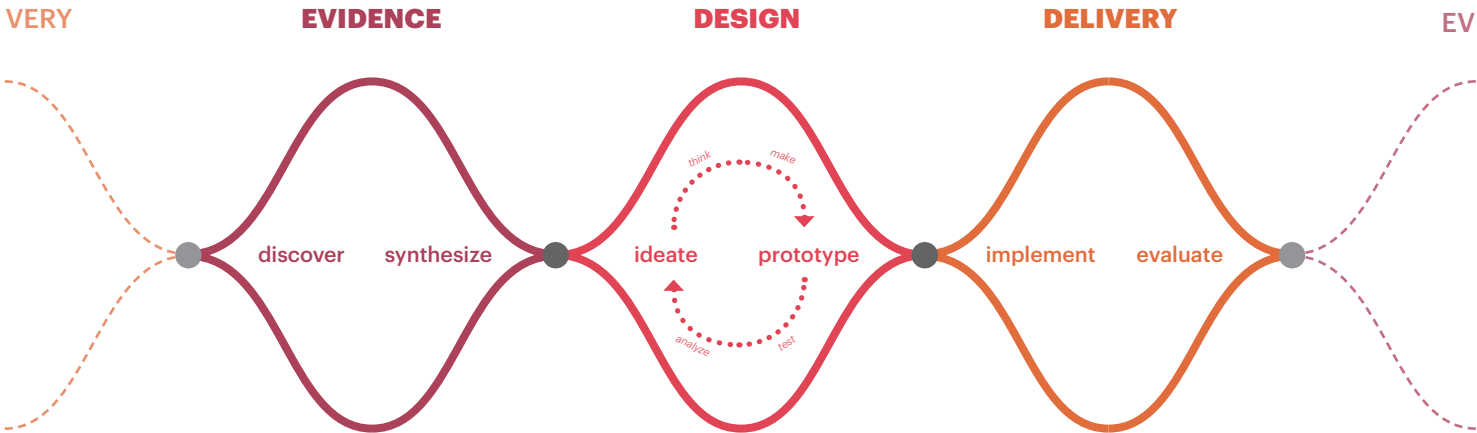 VERY
EVIDENCE
DESIGN
DELIVERY
EV
think
make
discover
synthesize
ideate
prototype
implement
evaluate
analyze
test